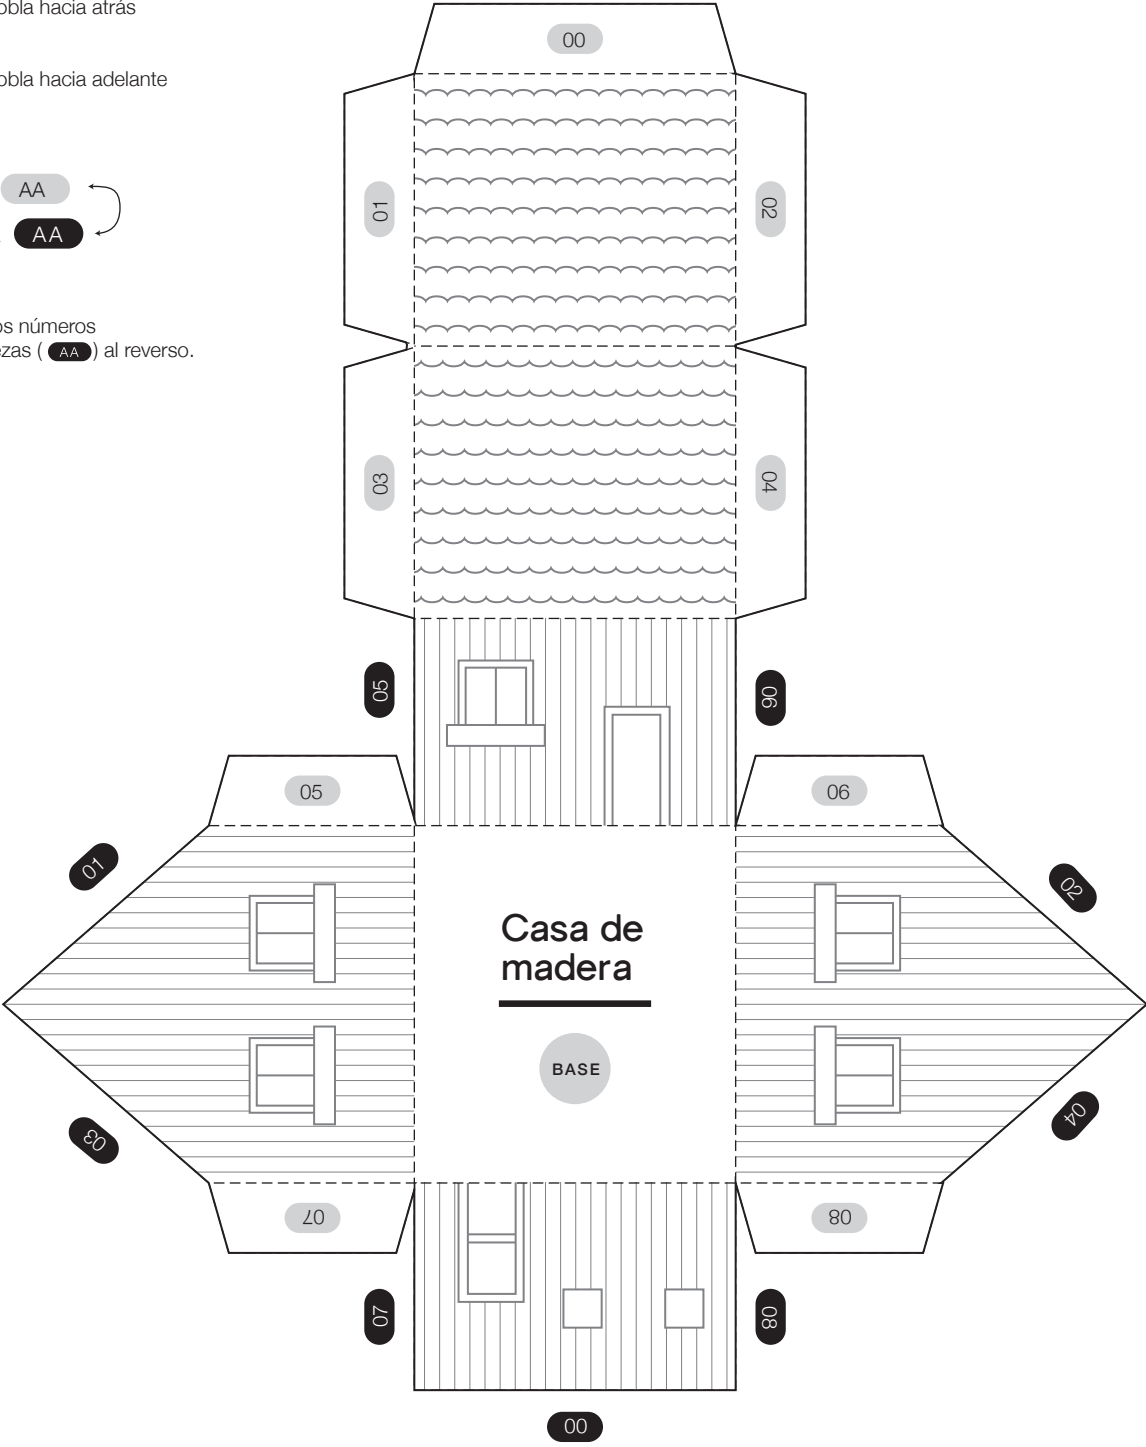 obla hacia atrás
obla hacia adelante
AA
AA
os números
ezas ( AA ) al reverso.
00
01
02
03
04
05
06
05
06
01
02
Casa de
madera
BASE
03
04
07
08
07
08
00